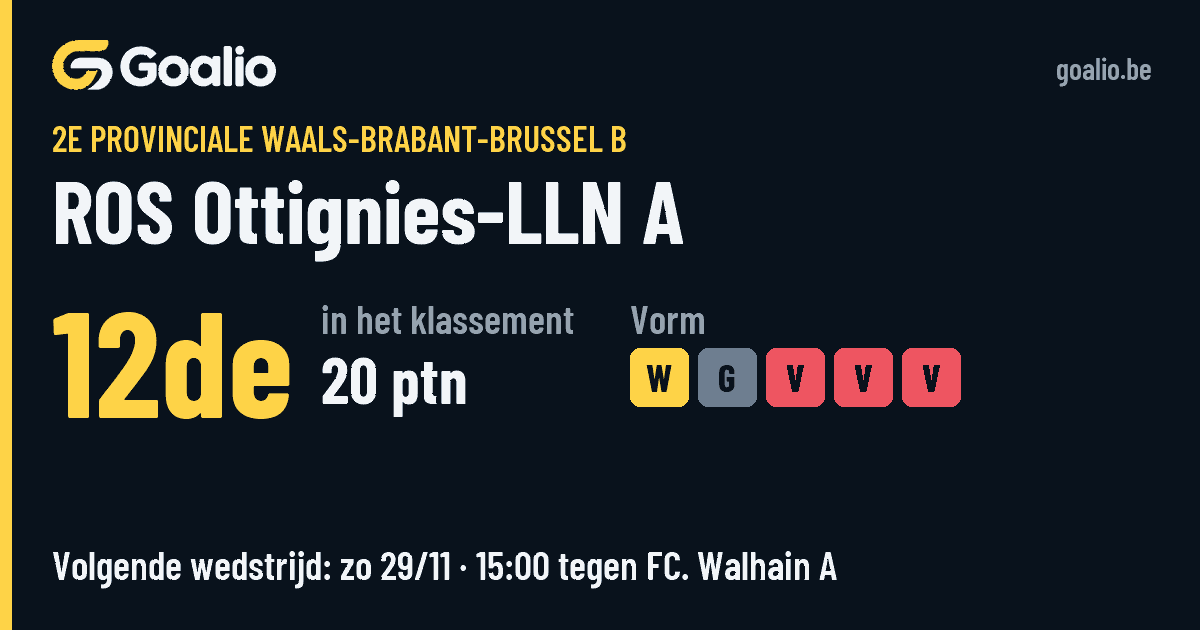 Goalio
goalio.be
2E PROVINCIALE WAALS-BRABANT-BRUSSEL B
ROS Ottignies-LLN A
12de
in het klassement
20 ptn
Vorm
W G V V V
Volgende wedstrijd: zo 29/11 · 15:00 tegen FC. Walhain A